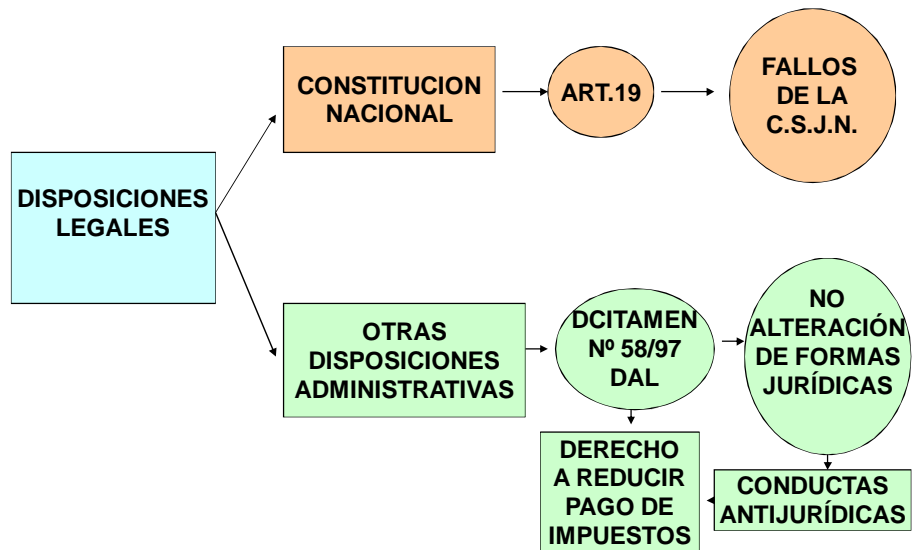 DISPOSICIONES
LEGALES
CONSTITUCION
NACIONAL
ART.19
FALLOS
DE LA
C.S.J.N.
OTRAS
DISPOSICIONES
ADMINISTRATIVAS
DCITAMEN
Nº 58/97
DAL
NO
ALTERACIÓN
DE FORMAS
JURÍDICAS
DERECHO
A REDUCIR
PAGO DE
IMPUESTOS
CONDUCTAS
ANTIJURÍDICAS